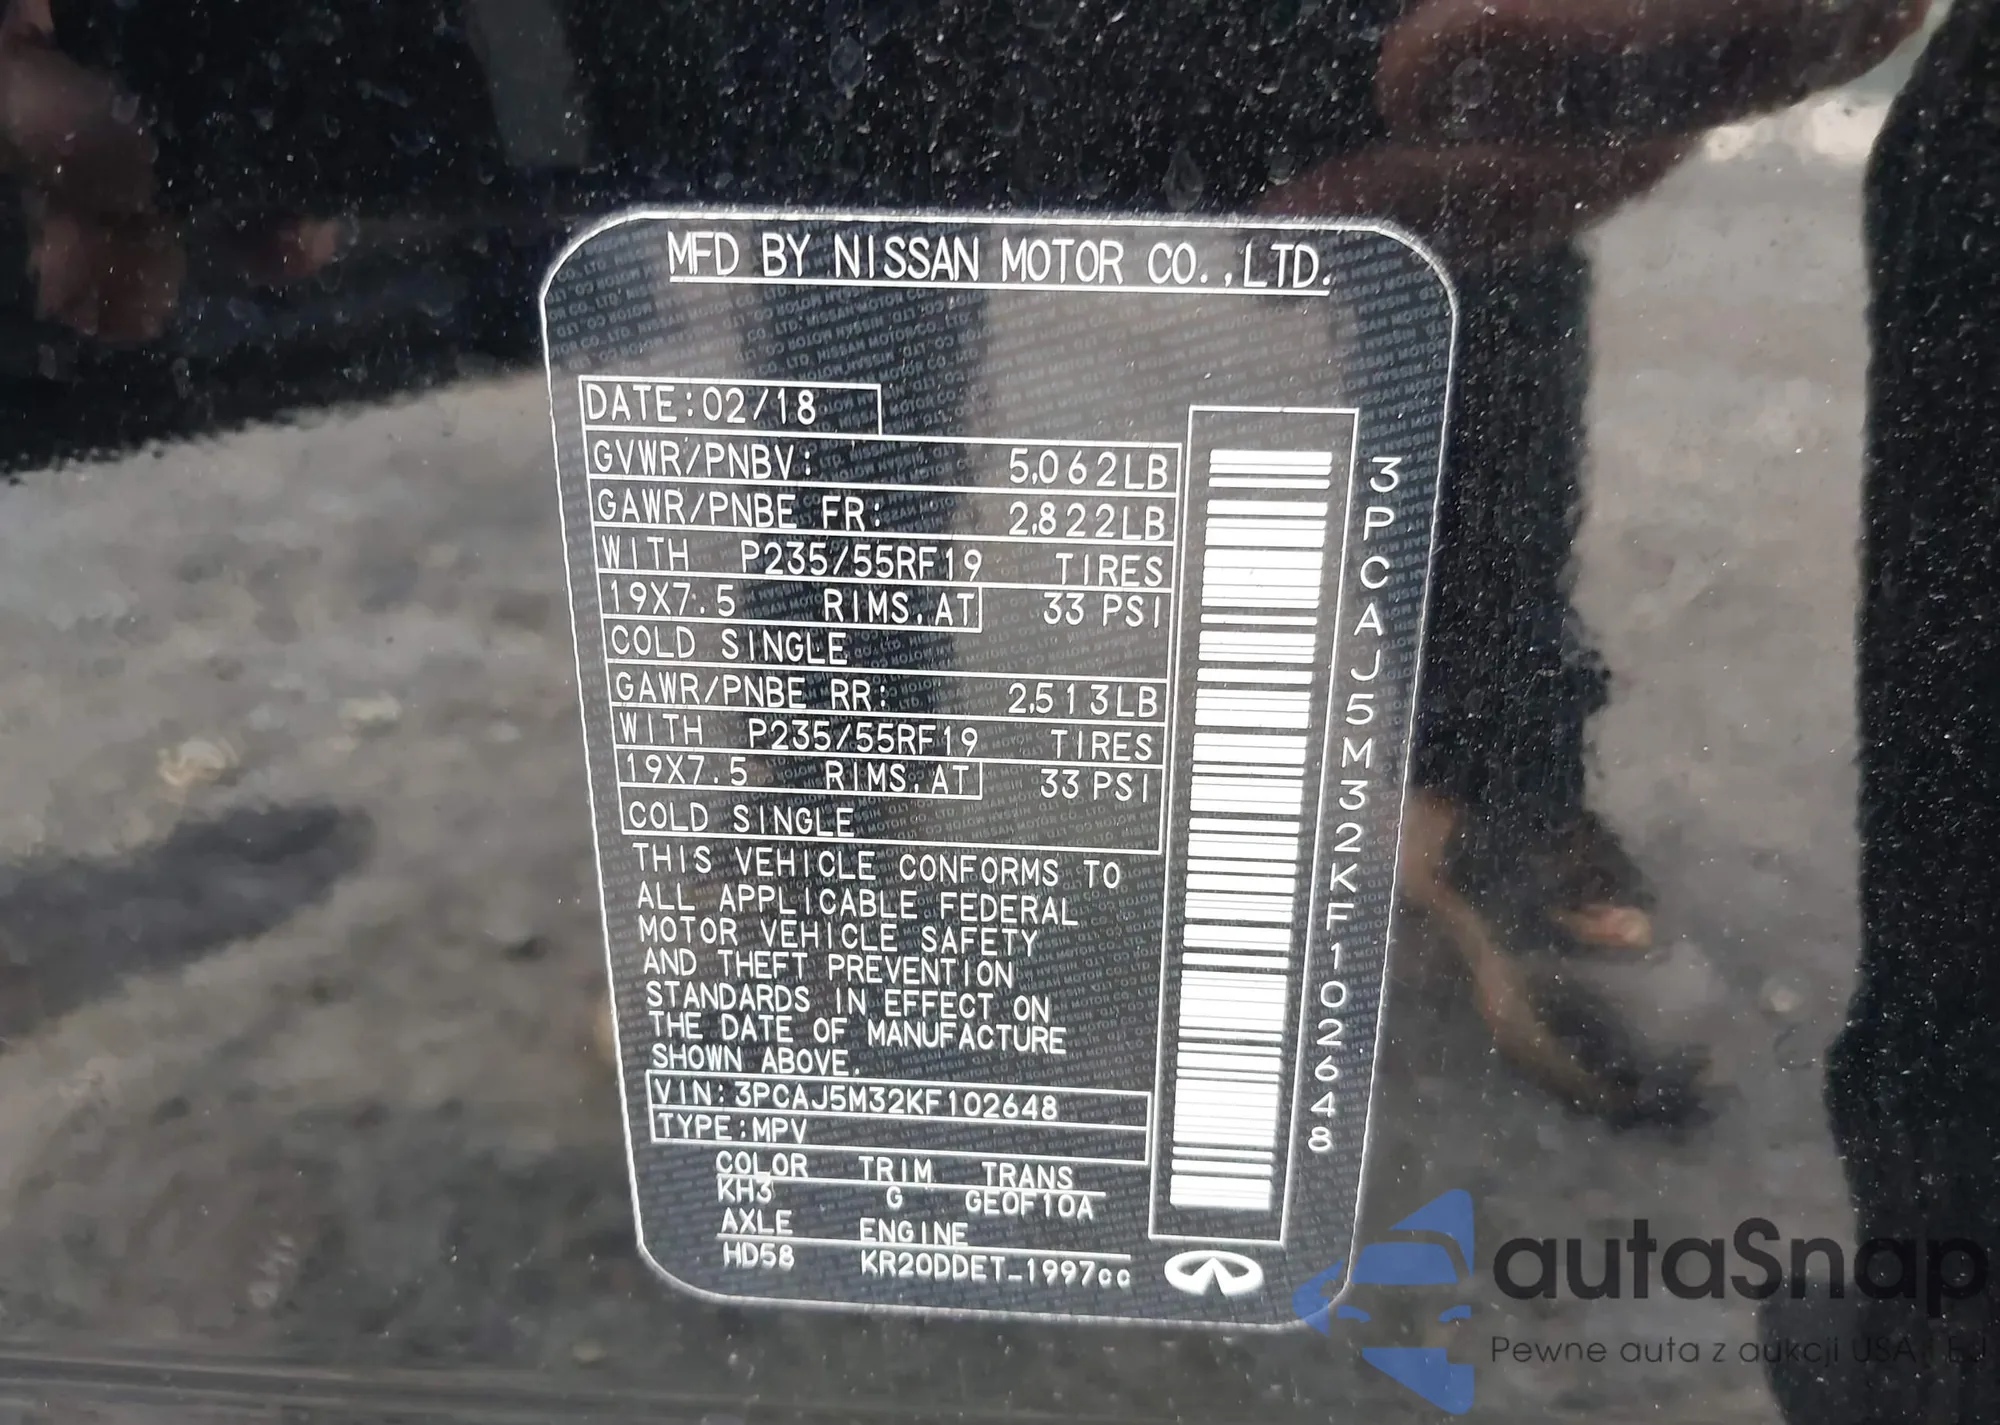 MFD BY NISSAN MOTOR CO.,LTD.
DATE:02/18
GVWR/PNBV: 5,062LB
GAWR/PNBE FR: 2,822LB
WITH P235/55RF19 TIRES
19X7.5 RIMS,AT 33 PSI
COLD SINGLE
GAWR/PNBE RR: 2,513LB
WITH P235/55RF19 TIRES
19X7.5 RIMS,AT 33 PSI
COLD SINGLE
THIS VEHICLE CONFORMS TO
ALL APPLICABLE FEDERAL
MOTOR VEHICLE SAFETY
AND THEFT PREVENTION
STANDARDS IN EFFECT ON
THE DATE OF MANUFACTURE
SHOWN ABOVE.
VIN:3PCAJ5M32KF102648
TYPE:MPV
COLOR TRIM TRANS
KH3 G GE0F10A
AXLE ENGINE
HD58 KR20DDET_1997cc
3PCAJ5M32KF102648
autaSnap
Pewne auta z aukcji USA i EU